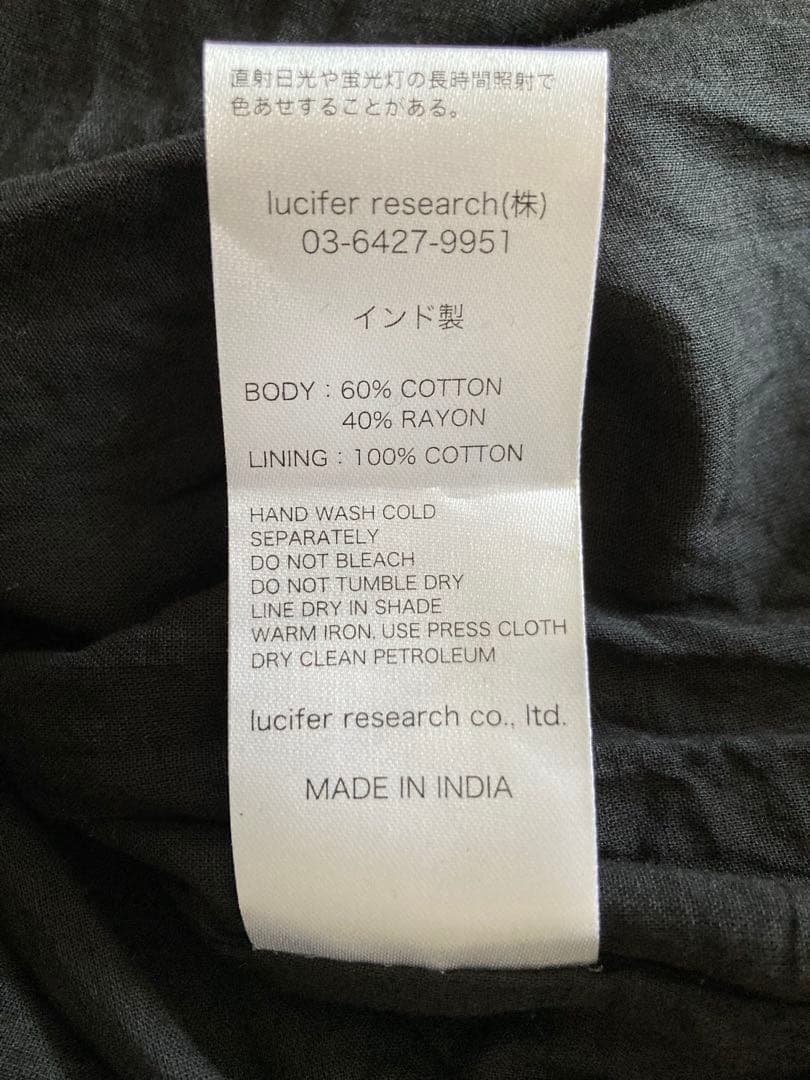 直射日光や蛍光灯の長時間照射で
色あせすることがある。
lucifer research(株)
03-6427-9951
インド製
BODY : 60% COTTON
40% RAYON
LINING : 100% COTTON
HAND WASH COLD
SEPARATELY
DO NOT BLEACH
DO NOT TUMBLE DRY
LINE DRY IN SHADE
WARM IRON. USE PRESS CLOTH
DRY CLEAN PETROLEUM
lucifer research co., ltd.
MADE IN INDIA